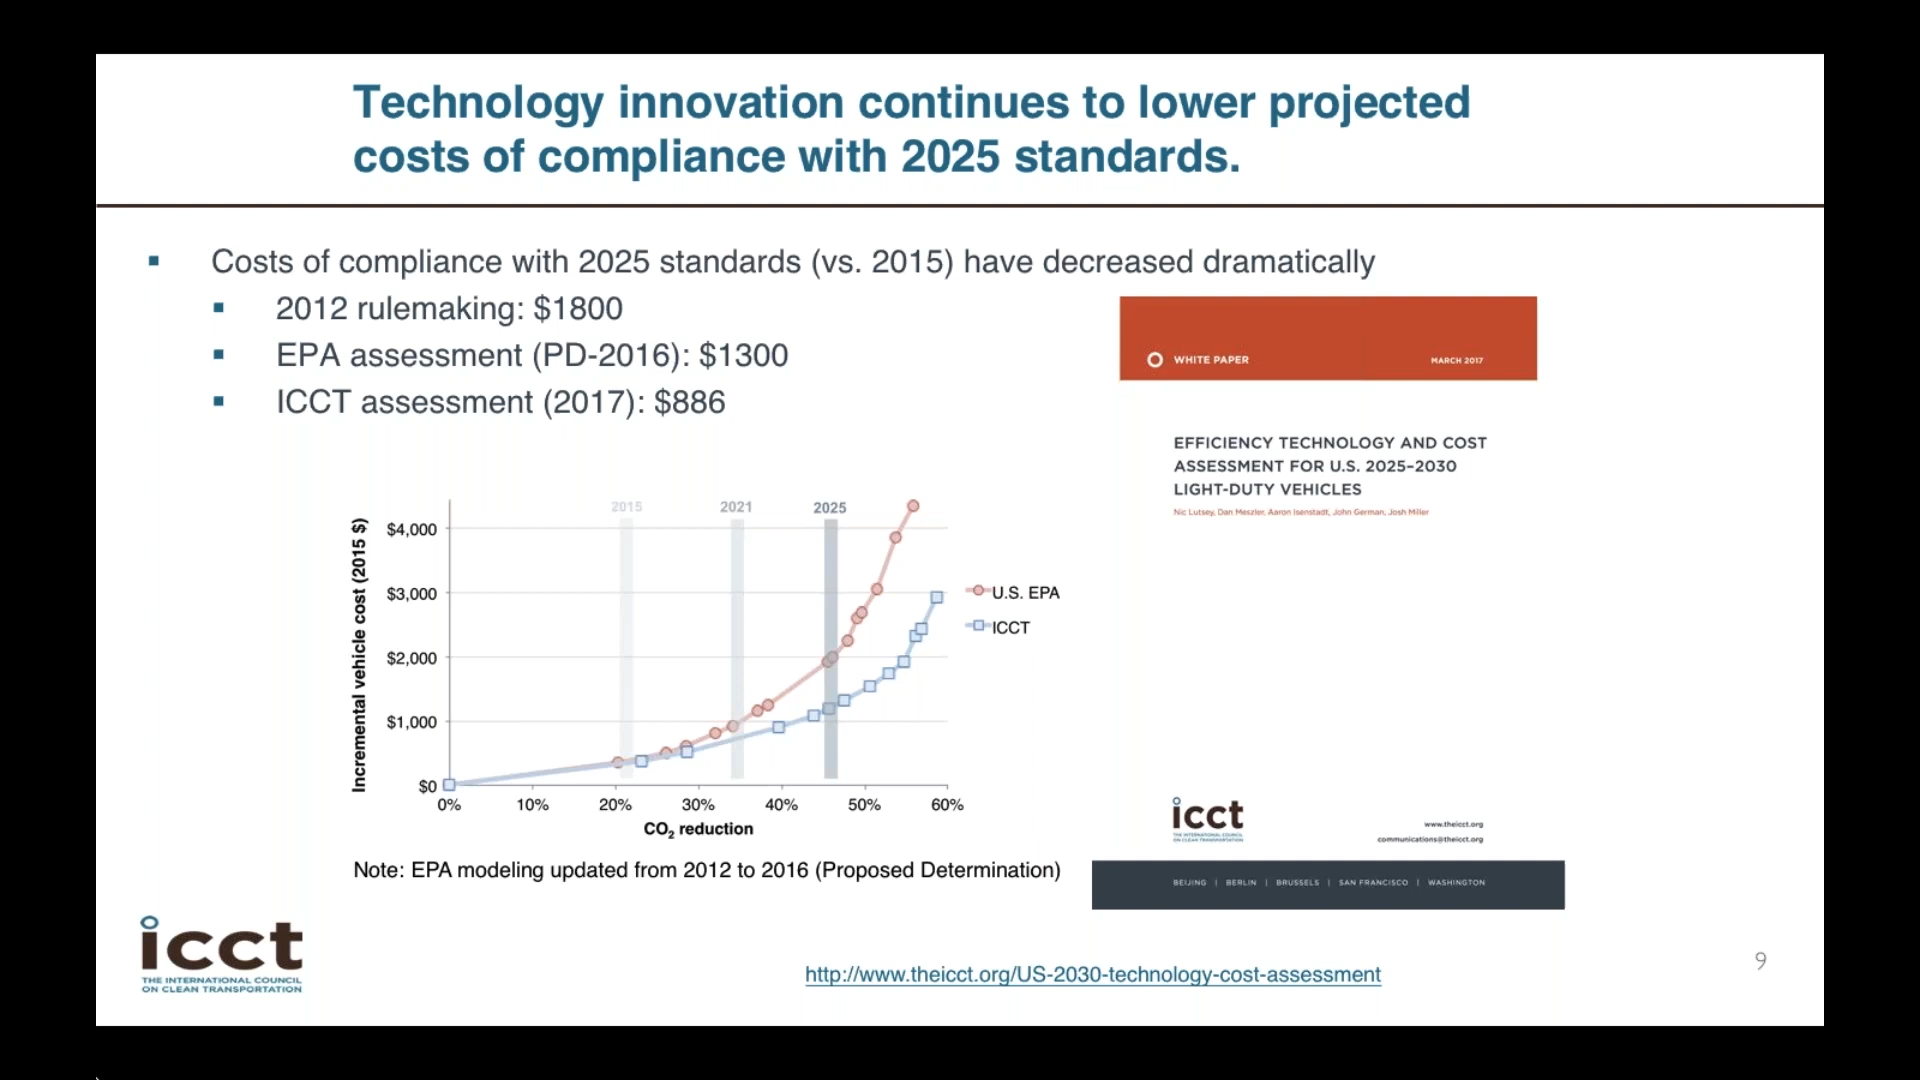 Technology innovation continues to lower projected
costs of compliance with 2025 standards.
Costs of compliance with 2025 standards (vs. 2015) have decreased dramatically
2012 rulemaking: $1800
EPA assessment (PD-2016): $1300
ICCT assessment (2017): $886
WHITE PAPER
MARCH 2017
EFFICIENCY TECHNOLOGY AND COST
ASSESSMENT FOR U.S. 2025–2030
LIGHT-DUTY VEHICLES
Nic Lutsey, Dan Meszler, Aaron Isenstadt, John German, Josh Miller
2015
2021
2025
Incremental vehicle cost (2015 $)
$4,000
$3,000
$2,000
$1,000
$0
0%
10%
20%
30%
40%
50%
60%
CO2 reduction
U.S. EPA
ICCT
icct
THE INTERNATIONAL COUNCIL
ON CLEAN TRANSPORTATION
www.theicct.org
communications@theicct.org
BEIJING | BERLIN | BRUSSELS | SAN FRANCISCO | WASHINGTON
Note: EPA modeling updated from 2012 to 2016 (Proposed Determination)
icct
THE INTERNATIONAL COUNCIL
ON CLEAN TRANSPORTATION
http://www.theicct.org/US-2030-technology-cost-assessment
9